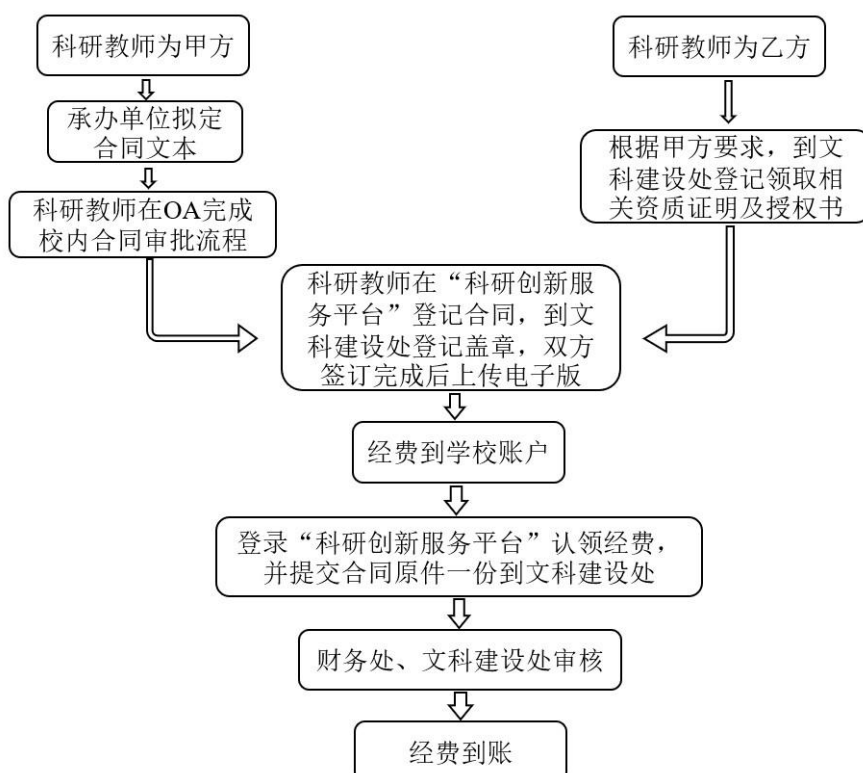 科研教师为甲方
科研教师为乙方
承办单位拟定
合同文本
科研教师在OA完成
校内合同审批流程
根据甲方要求，到文
科建设处登记领取相
关资质证明及授权书
科研教师在“科研创新服
务平台”登记合同，到文
科建设处登记盖章，双方
签订完成后上传电子版
经费到学校账户
登录“科研创新服务平台”认领经费，
并提交合同原件一份到文科建设处
财务处、文科建设处审核
经费到账